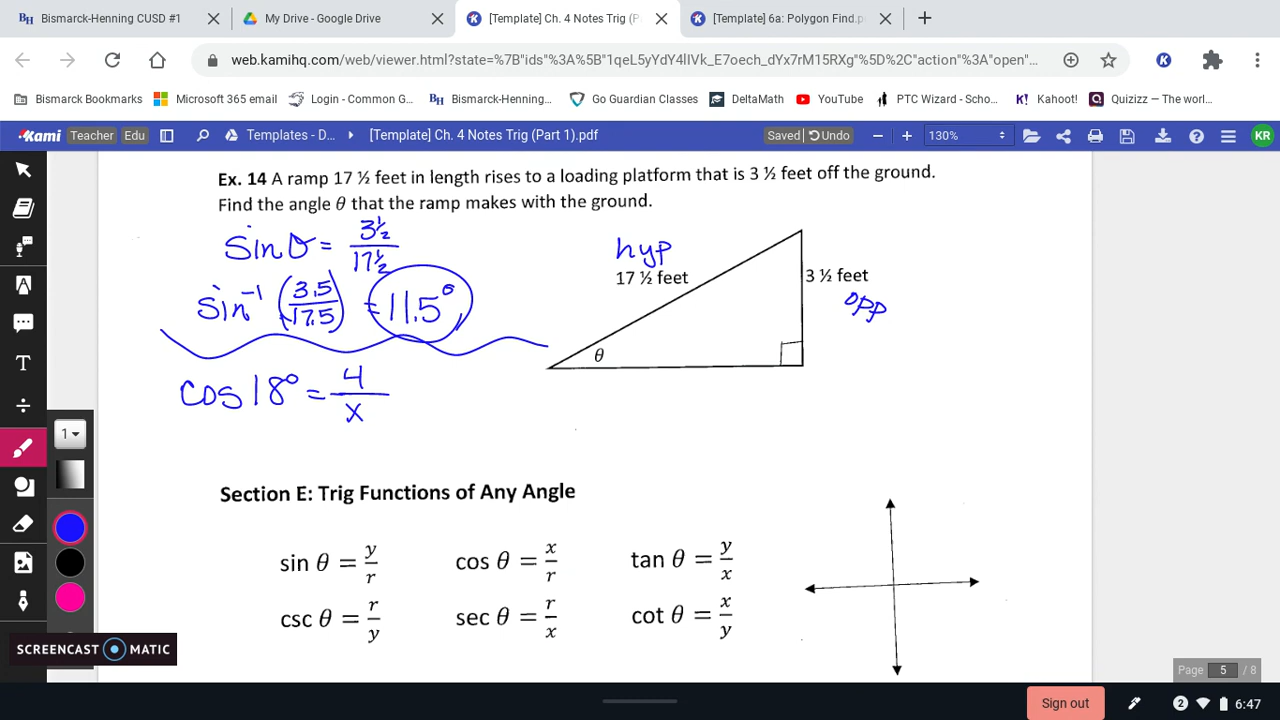 Bismarck-Henning CUSD #1
My Drive - Google Drive
[Template] Ch. 4 Notes Trig (P
[Template] 6a: Polygon Find.p
web.kamihq.com/web/viewer.html?state=%7B"ids"%3A%5B"1qeL5yYdY4lIVk_E7oech_dYx7rM15RXg"%5D%2C"action"%3A"open"...
Bismarck Bookmarks
Microsoft 365 email
Login - Common G...
Bismarck-Henning...
Go Guardian Classes
DeltaMath
YouTube
PTC Wizard - Scho...
Kahoot!
Quizizz — The worl...
Kami Teacher Edu
Templates - D...
[Template] Ch. 4 Notes Trig (Part 1).pdf
Saved Undo
130%
KR
Ex. 14 A ramp 17 ½ feet in length rises to a loading platform that is 3 ½ feet off the ground.
Find the angle θ that the ramp makes with the ground.
sin θ = 3½/17½
hyp
17 ½ feet
3 ½ feet
opp
sin⁻¹ (3.5/17.5) = 11.5°
θ
cos 18° = 4/x
1
Section E: Trig Functions of Any Angle
sin θ = y/r cos θ = x/r tan θ = y/x
csc θ = r/y sec θ = r/x cot θ = x/y
SCREENCAST MATIC
Page 5 / 8
Sign out
2
6:47